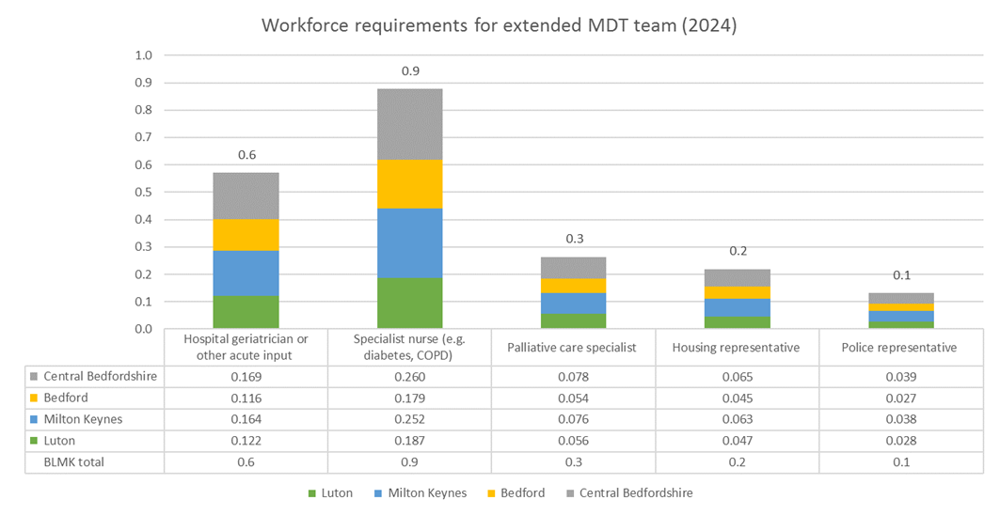 Workforce requirements for extended MDT team (2024)
1.0
0.9
0.8
0.7
0.6
0.5
0.4
0.3
0.2
0.1
0.0
0.6
0.9
0.3
0.2
0.1
Hospital geriatrician or other acute input
Specialist nurse (e.g. diabetes, COPD)
Palliative care specialist
Housing representative
Police representative
Central Bedfordshire 0.169 0.260 0.078 0.065 0.039
Bedford 0.116 0.179 0.054 0.045 0.027
Milton Keynes 0.164 0.252 0.076 0.063 0.038
Luton 0.122 0.187 0.056 0.047 0.028
BLMK total 0.6 0.9 0.3 0.2 0.1
Luton Milton Keynes Bedford Central Bedfordshire